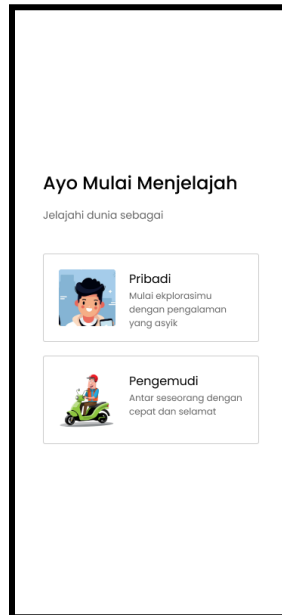 Ayo Mulai Menjelajah
Jelajahi dunia sebagai
Pribadi
Mulai ekplorasimu
dengan pengalaman
yang asyik
Pengemudi
Antar seseorang dengan
cepat dan selamat